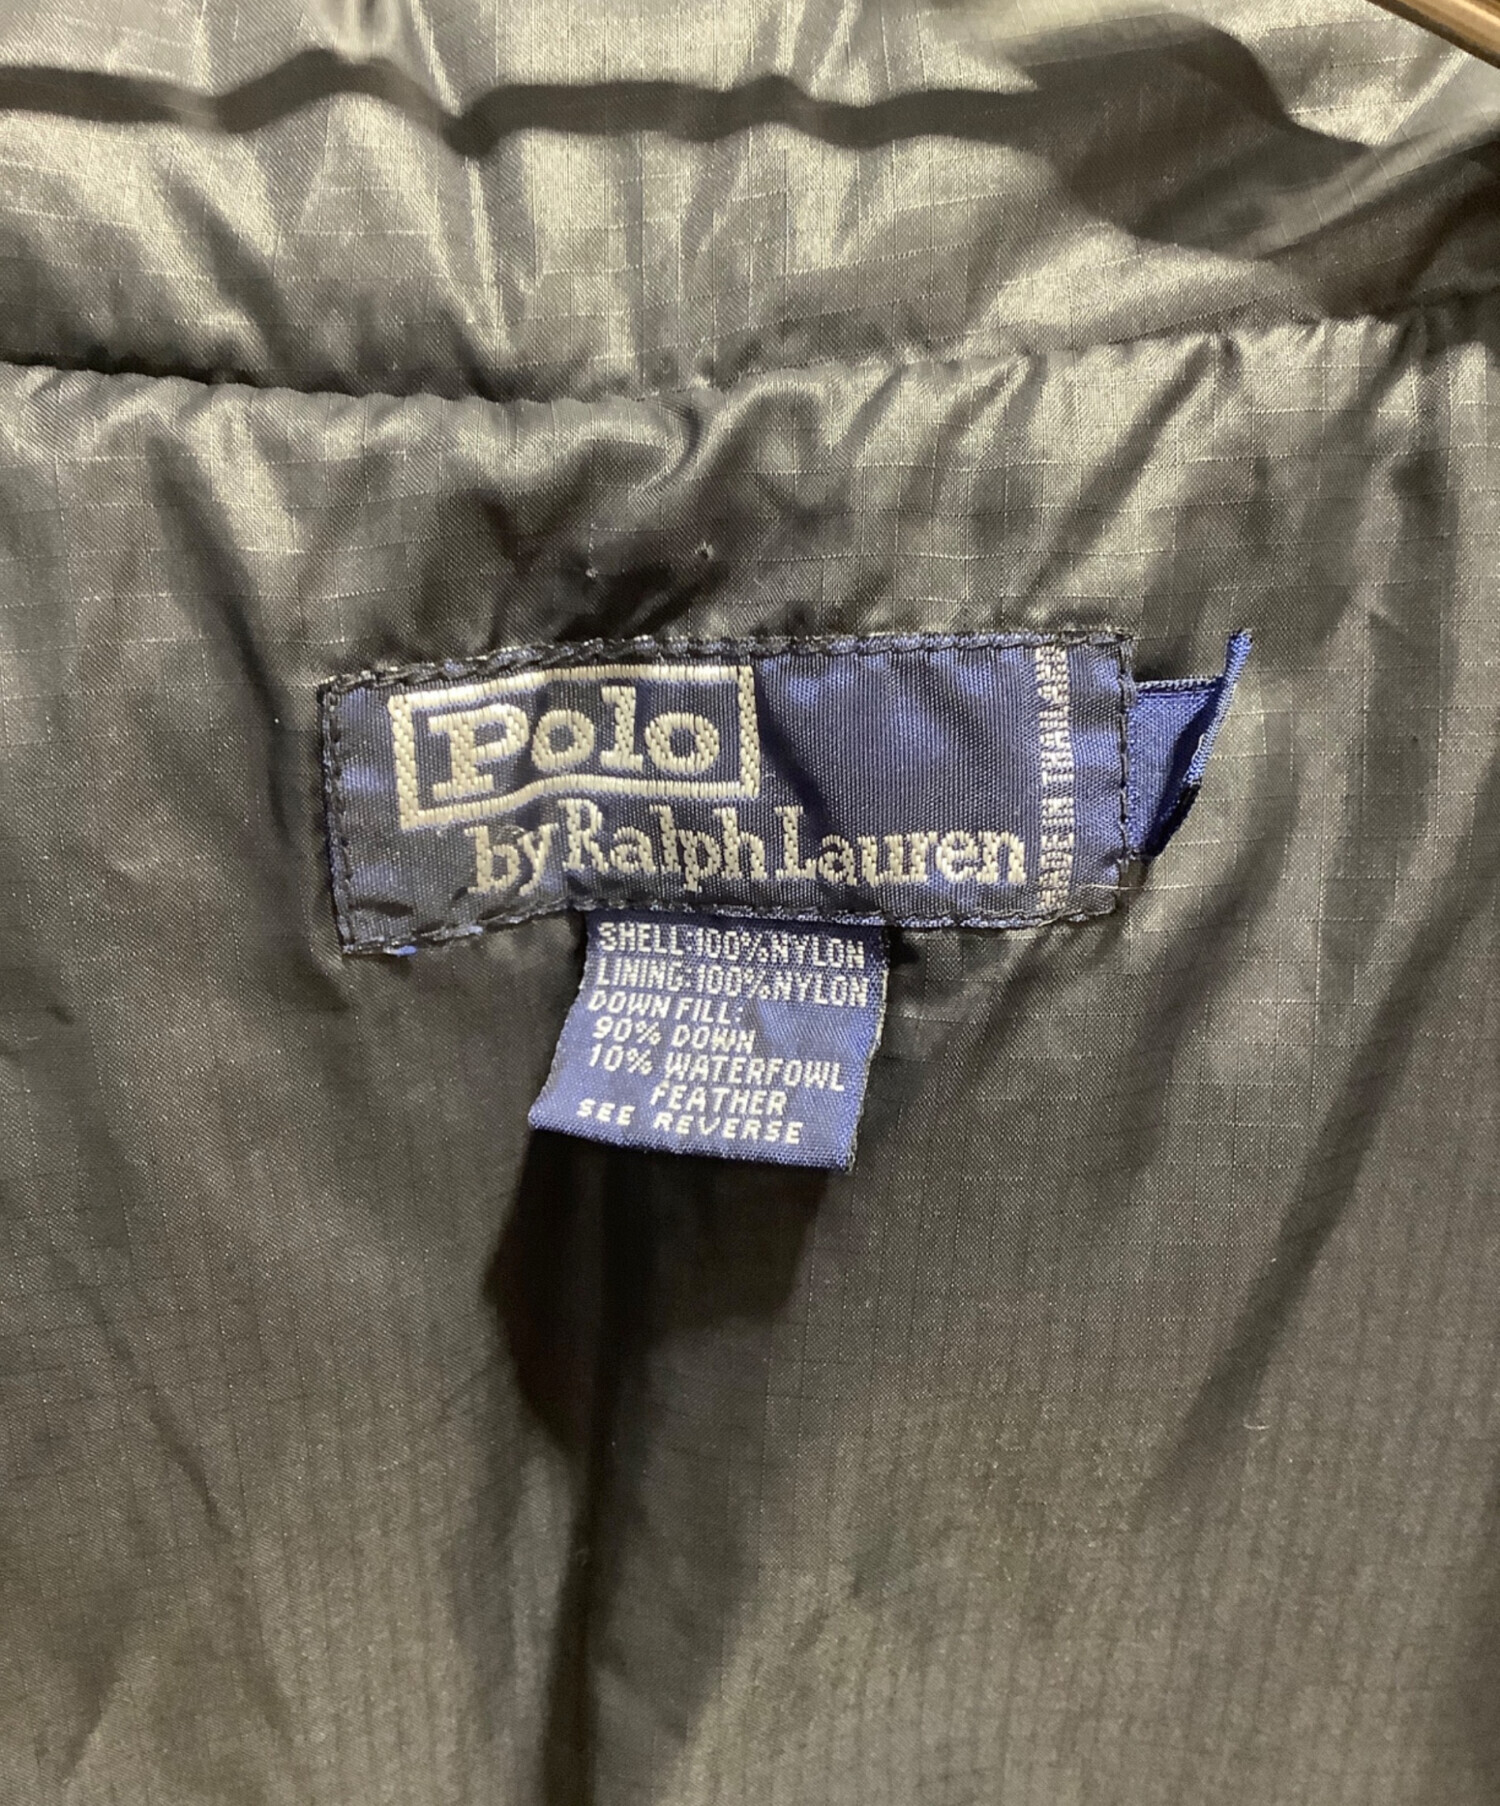 Polo
by Ralph Lauren
MADE IN THAILAND
SHELL:100%NYLON
LINING:100%NYLON
DOWN FILL:
90% DOWN
10% WATERFOWL
FEATHER
SEE REVERSE